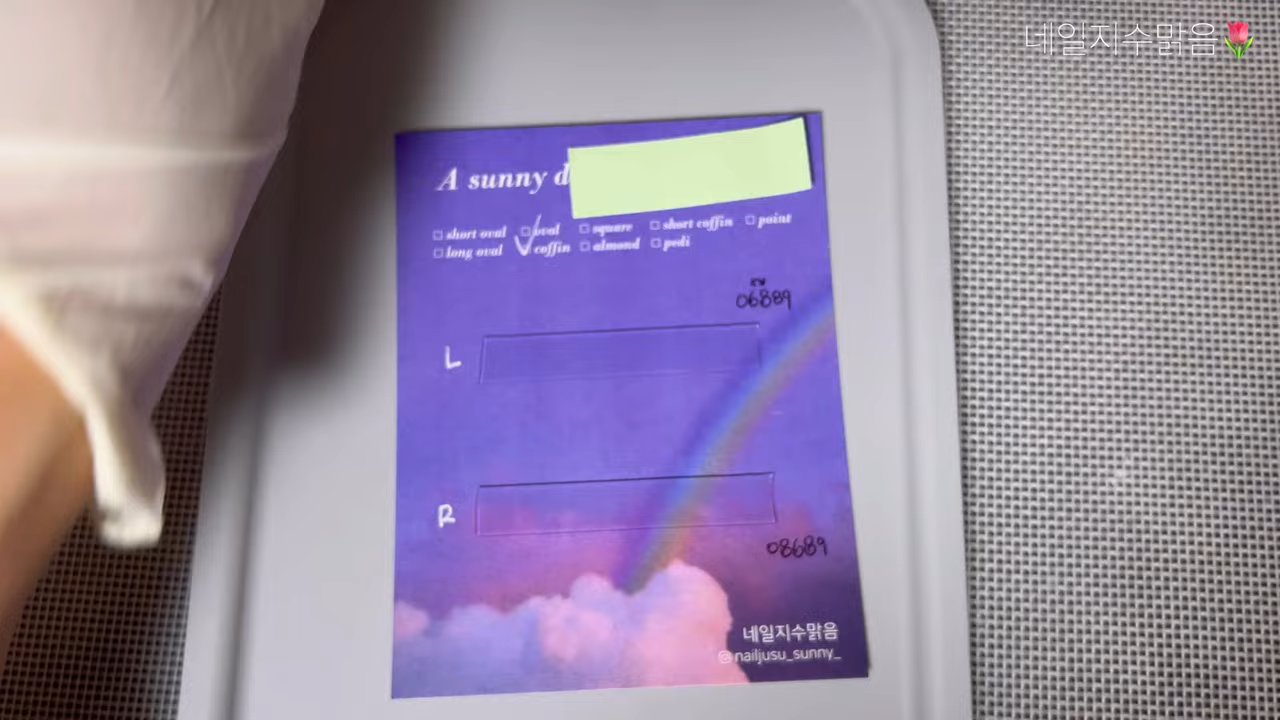 네일지수맑음🌷
A sunny d
□ short oval □ oval □ square □ short coffin □ point
□ long oval ✓ coffin □ almond □ pedi
06889
L
R
08689
네일지수맑음
@nailjusu_sunny_